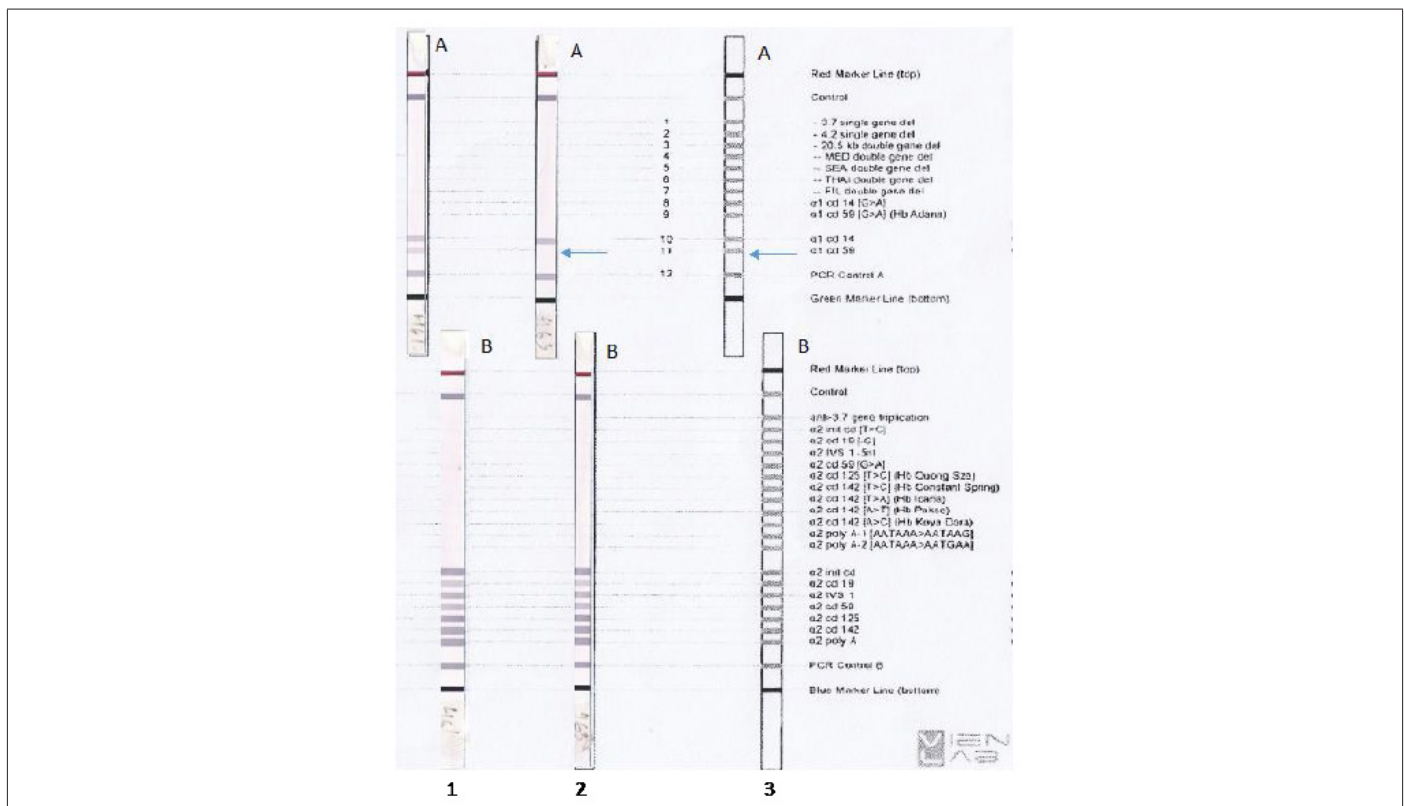 A
A
A
Red Marker Line (top)
Control
1 - 3.7 single gene del
2 - 4.2 single gene del
3 - 20.5 kb double gene del
4 -- MED double gene del
5 -- SEA double gene del
6 -- THAI double gene del
7 -- FIL double gene del
8 α1 cd 14 [G>A]
9 α1 cd 59 [G>A] (Hb Adana)
10 α1 cd 14
11 α1 cd 59
12 PCR Control A
Green Marker Line (bottom)
B
B
B
Red Marker Line (top)
Control
anti-3.7 gene triplication
α2 init cd [T>C]
α2 cd 19 [-G]
α2 IVS 1 -5nt
α2 cd 59 [G>A]
α2 cd 125 [T>C] (Hb Quong Sze)
α2 cd 142 [T>C] (Hb Constant Spring)
α2 cd 142 [T>A] (Hb Icaria)
α2 cd 142 [A>T] (Hb Pakse)
α2 cd 142 [A>C] (Hb Koya Dora)
α2 poly A-1 [AATAAA>AATAAG]
α2 poly A-2 [AATAAA>AATGAA]
α2 init cd
α2 cd 19
α2 IVS 1
α2 cd 59
α2 cd 125
α2 cd 142
α2 poly A
PCR Control B
Blue Marker Line (bottom)
VIENLAB
1 2 3